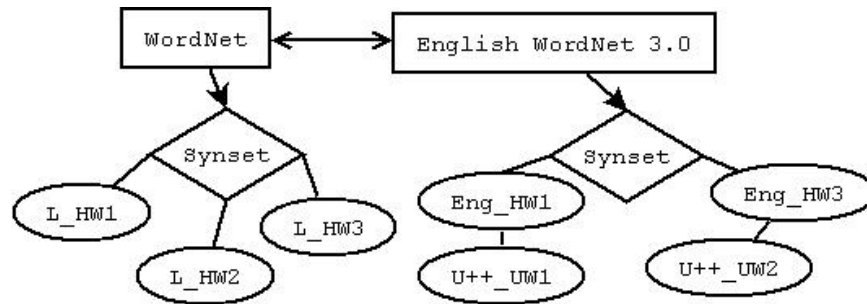 WordNet
English WordNet 3.0
Synset
Synset
L_HW1
L_HW2
L_HW3
Eng_HW1
Eng_HW3
U++_UW1
U++_UW2